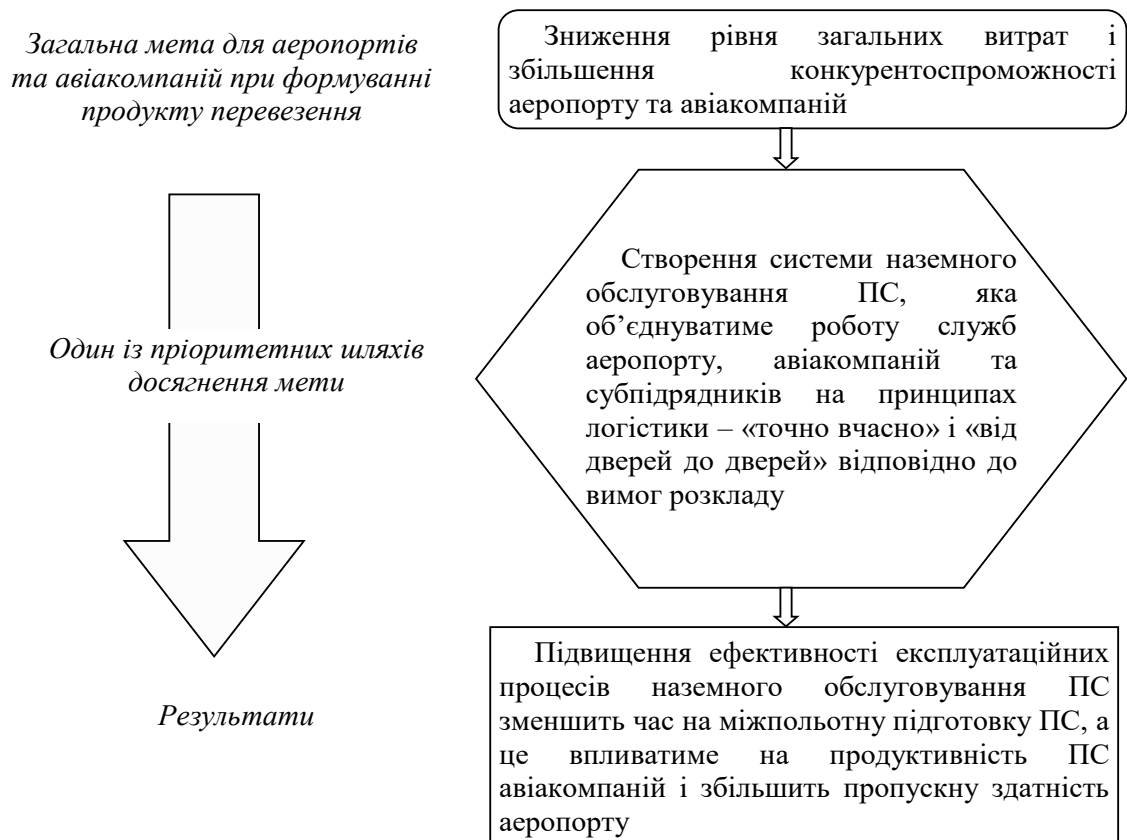 Загальна мета для аеропортів
та авіакомпаній при формуванні
продукту перевезення
Зниження рівня загальних витрат і
збільшення конкурентоспроможності
аеропорту та авіакомпаній
Один із пріоритетних шляхів
досягнення мети
Створення системи наземного
обслуговування ПС, яка
об’єднуватиме роботу служб
аеропорту, авіакомпаній та
субпідрядників на принципах
логістики – «точно вчасно» і «від
дверей до дверей» відповідно до
вимог розкладу
Результати
Підвищення ефективності експлуатаційних
процесів наземного обслуговування ПС
зменшить час на міжпольотну підготовку ПС, а
це впливатиме на продуктивність ПС
авіакомпаній і збільшить пропускну здатність
аеропорту